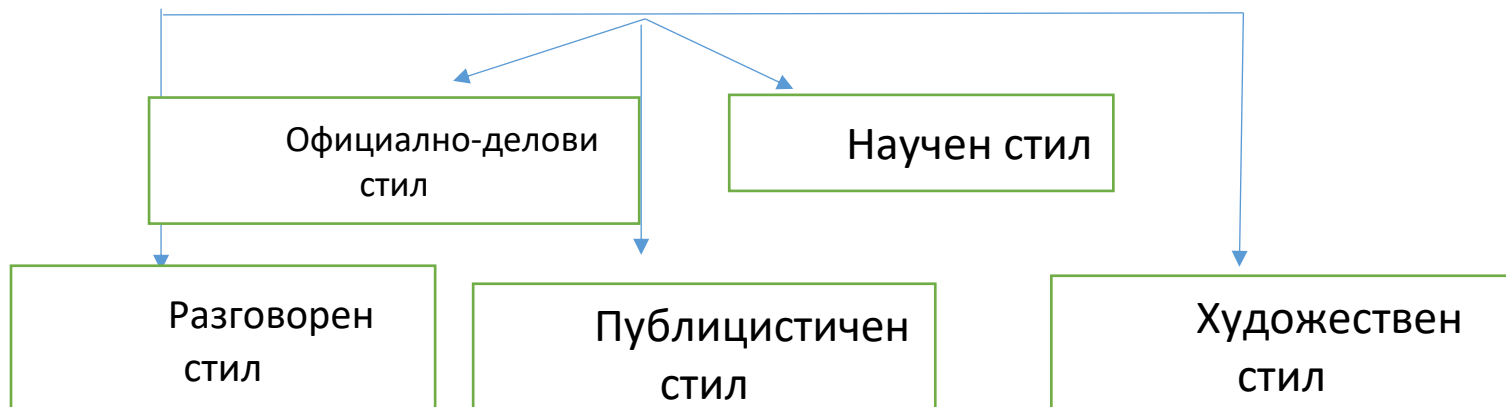 Официално-делови
стил
Научен стил
Разговорен
стил
Публицистичен
стил
Художествен
стил